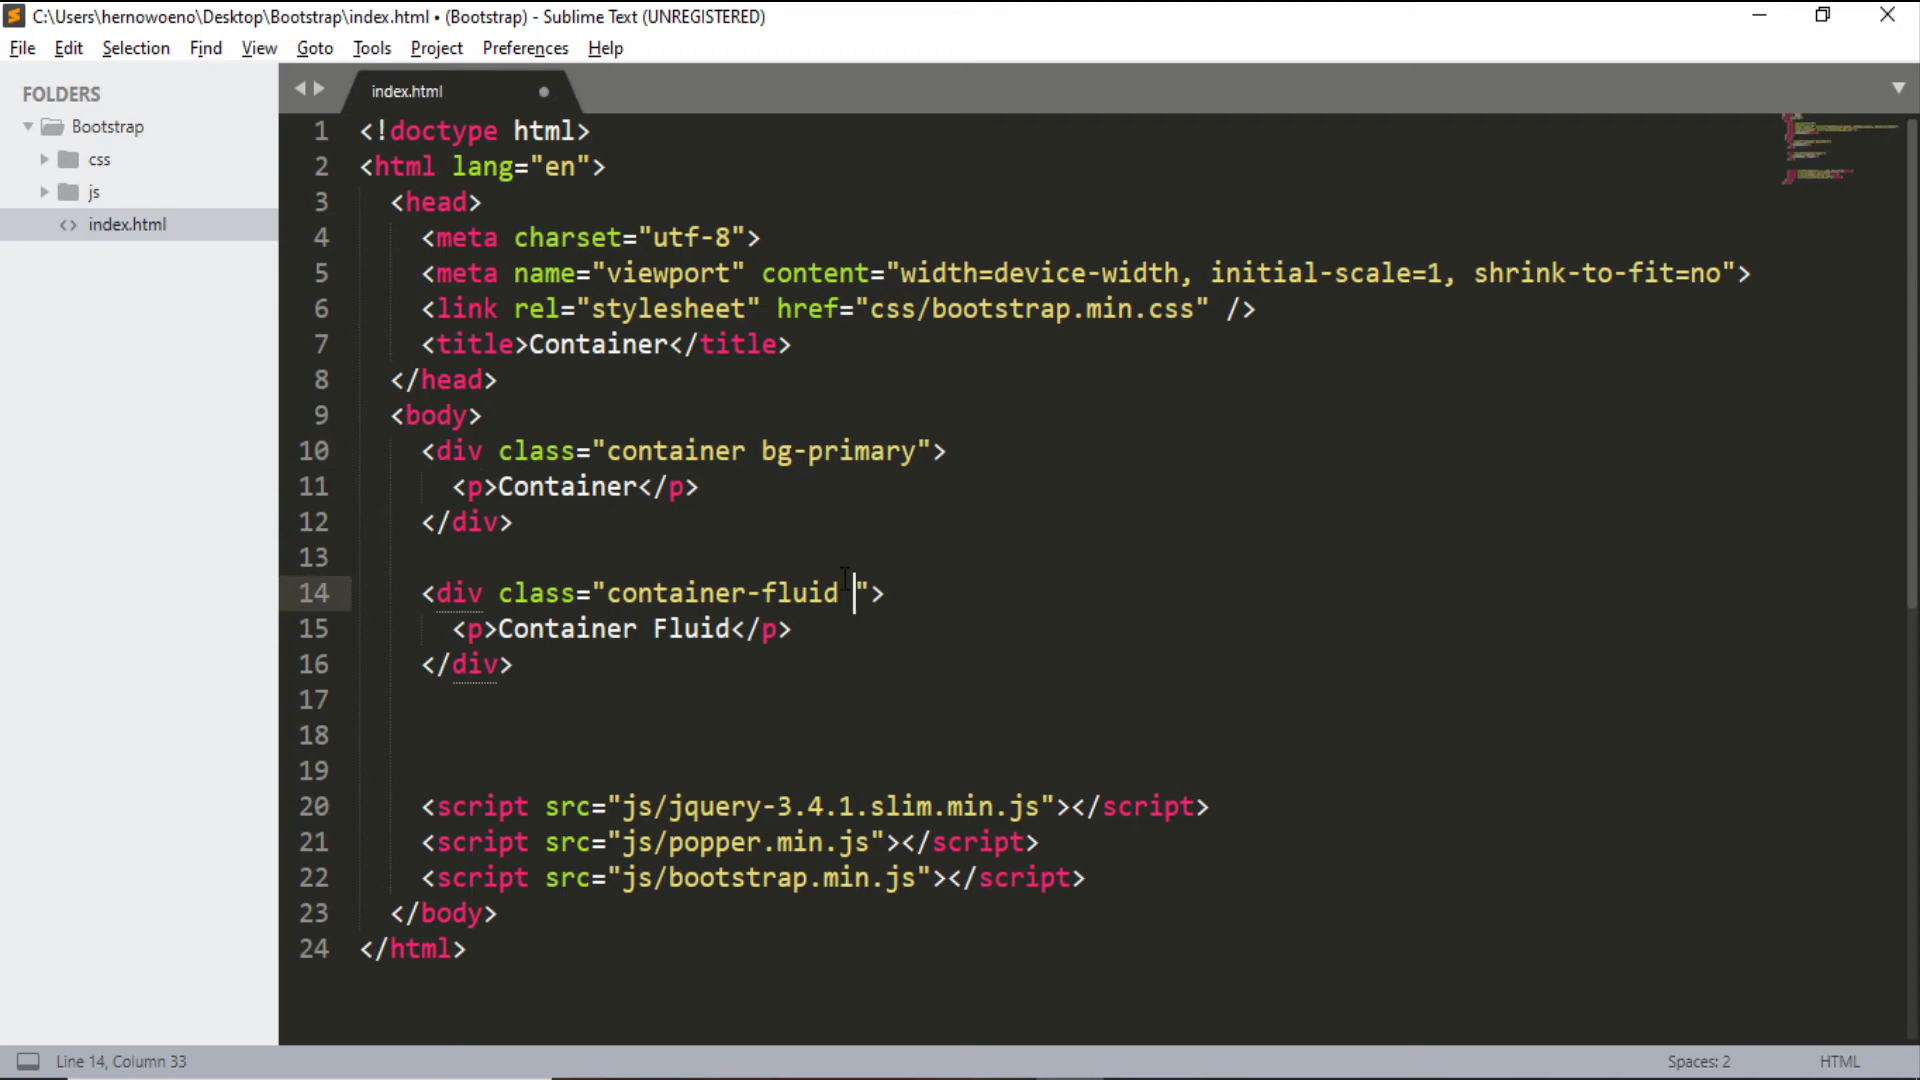 C:\Users\hernowoeno\Desktop\Bootstrap\index.html • (Bootstrap) - Sublime Text (UNREGISTERED)
File Edit Selection Find View Goto Tools Project Preferences Help
FOLDERS
Bootstrap
css
js
index.html
index.html
1 <!doctype html>
2 <html lang="en">
3 <head>
4 <meta charset="utf-8">
5 <meta name="viewport" content="width=device-width, initial-scale=1, shrink-to-fit=no">
6 <link rel="stylesheet" href="css/bootstrap.min.css" />
7 <title>Container</title>
8 </head>
9 <body>
10 <div class="container bg-primary">
11 <p>Container</p>
12 </div>
13
14 <div class="container-fluid ">
15 <p>Container Fluid</p>
16 </div>
17
18
19
20 <script src="js/jquery-3.4.1.slim.min.js"></script>
21 <script src="js/popper.min.js"></script>
22 <script src="js/bootstrap.min.js"></script>
23 </body>
24 </html>
Line 14, Column 33
Spaces: 2
HTML